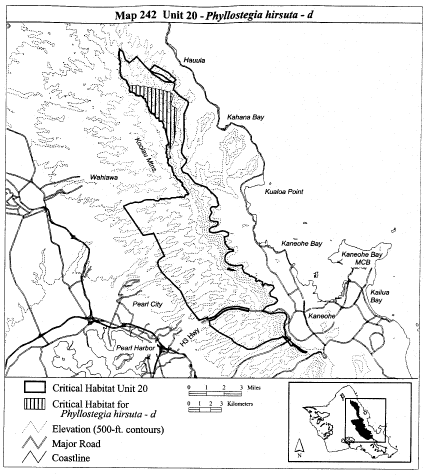 Map 242 Unit 20 - Phyllostegia hirsuta - d
Hauula
Kahana Bay
Koolau Mtns.
Wahiawa
Kualoa Point
Kaneohe Bay
Kaneohe Bay
MCB
Kailua
Bay
Pearl City
Kaneohe
H3 Hwy
Pearl Harbor
Critical Habitat Unit 20
Critical Habitat for
Phyllostegia hirsuta - d
Elevation (500-ft. contours)
Major Road
Coastline
0 1 2 3 Miles
0 1 2 3 Kilometers
N